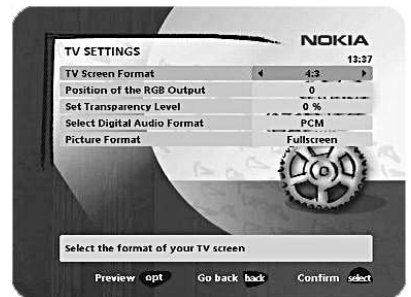 NOKIA
TV SETTINGS
13:37
TV Screen Format 4:3
Position of the RGB Output 0
Set Transparency Level 0 %
Select Digital Audio Format PCM
Picture Format Fullscreen
Select the format of your TV screen
Preview opt Go back back Confirm select